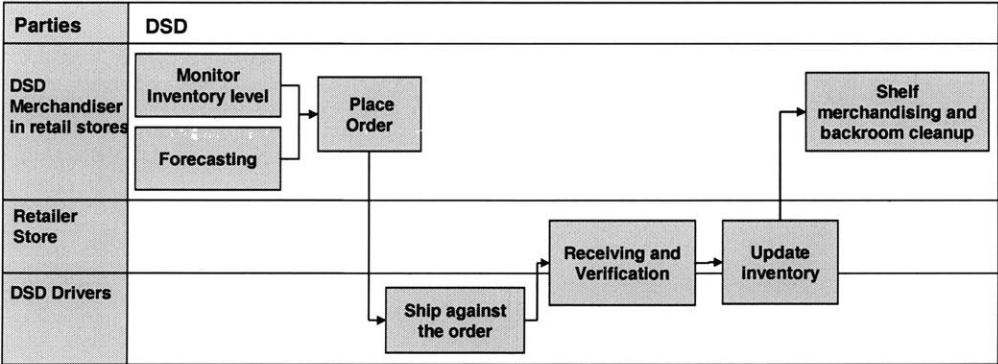 Parties
DSD
DSD
Merchandiser
in retail stores
Monitor
Inventory level
Forecasting
Place
Order
Shelf
merchandising and
backroom cleanup
Retailer
Store
Receiving and
Verification
Update
inventory
DSD Drivers
Ship against
the order